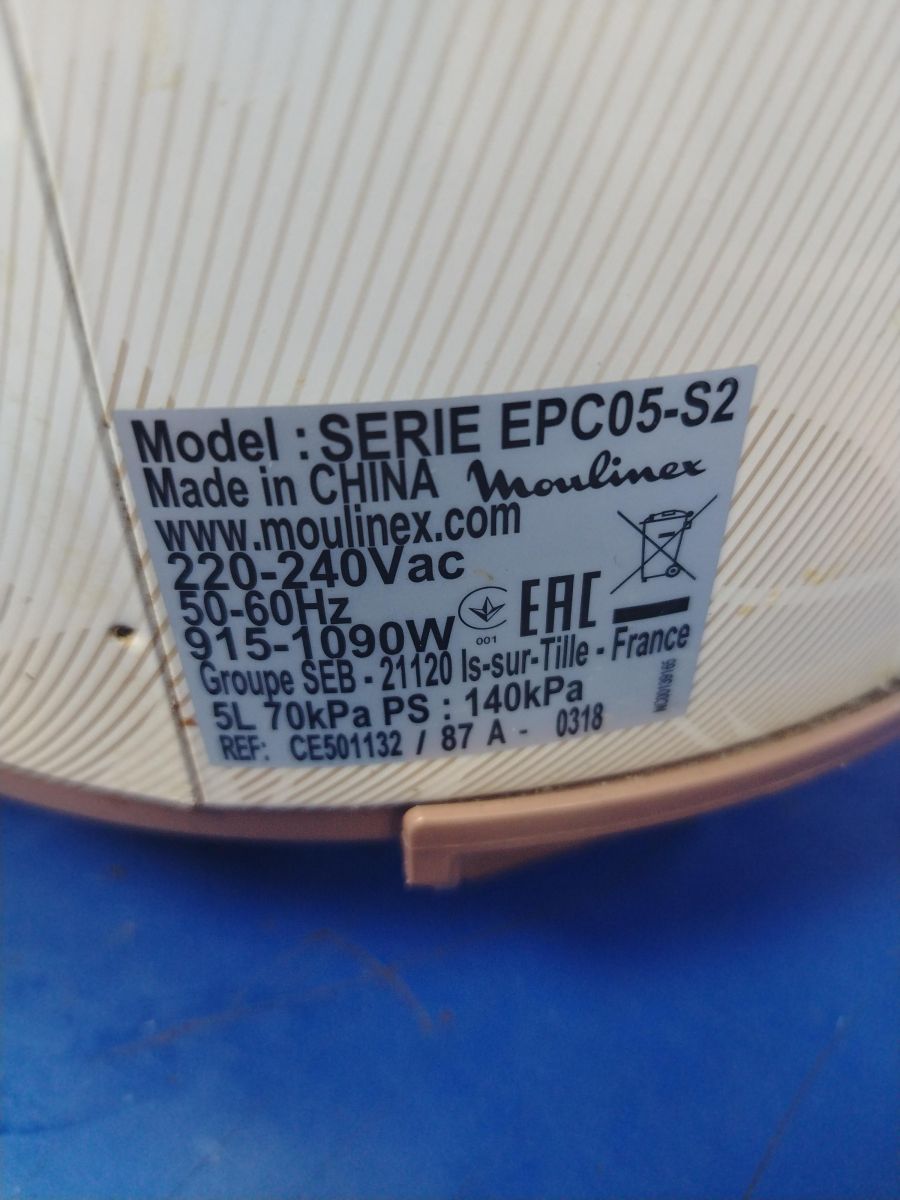 Model : SERIE EPC05-S2
Made in CHINA Moulinex
www.moulinex.com
220-240Vac
50-60Hz
915-1090W
001
EAC
Groupe SEB - 21120 Is-sur-Tille - France
5L 70kPa PS : 140kPa
REF: CE501132 / 87 A - 0318